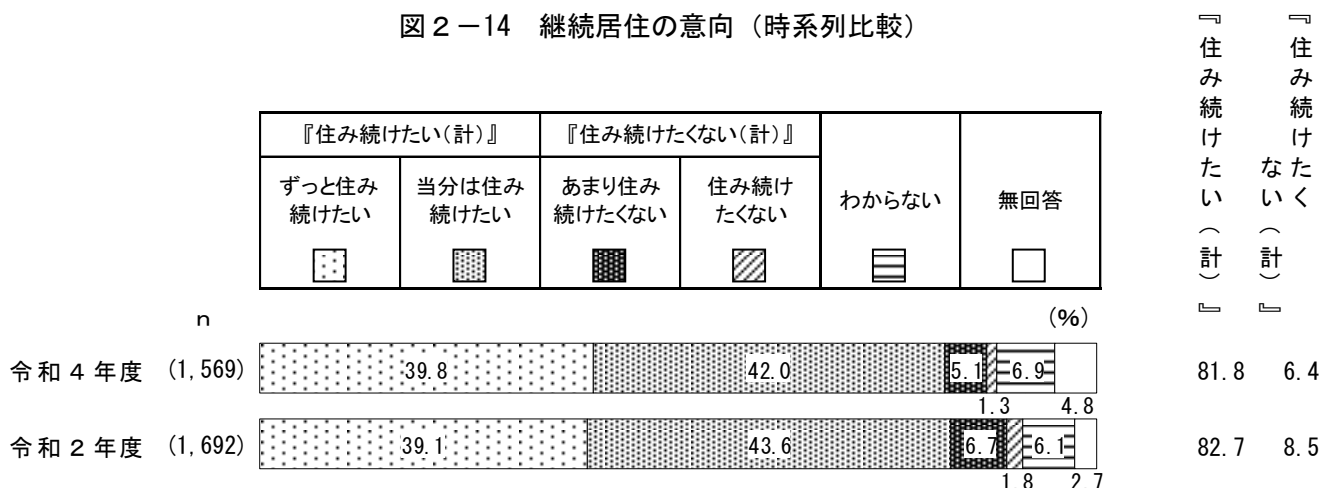 図２－14　継続居住の意向（時系列比較）
『住み続けたい（計）』
『住み続けたくない（計）』
『住み続けたい（計）』
『住み続けたくない（計）』
ずっと住み
続けたい
当分は住み
続けたい
あまり住み
続けたくない
住み続け
たくない
わからない
無回答
ｎ
（％）
令和４年度 (1,569) 39.8 42.0 5.1 6.9 81.8 6.4
1.3 4.8
令和２年度 (1,692) 39.1 43.6 6.7 6.1 82.7 8.5
1.8 2.7